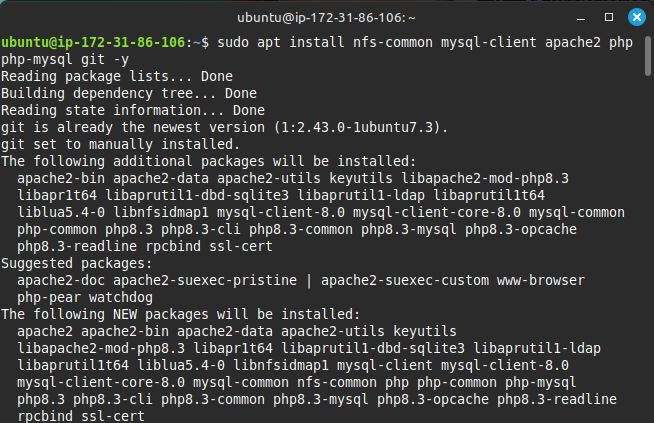 ubuntu@ip-172-31-86-106: ~
ubuntu@ip-172-31-86-106:~$ sudo apt install nfs-common mysql-client apache2 php
php-mysql git -y
Reading package lists... Done
Building dependency tree... Done
Reading state information... Done
git is already the newest version (1:2.43.0-1ubuntu7.3).
git set to manually installed.
The following additional packages will be installed:
  apache2-bin apache2-data apache2-utils keyutils libapache2-mod-php8.3
  libapr1t64 libaprutil1-dbd-sqlite3 libaprutil1-ldap libaprutil1t64
  liblua5.4-0 libnfsidmap1 mysql-client-8.0 mysql-client-core-8.0 mysql-common
  php-common php8.3 php8.3-cli php8.3-common php8.3-mysql php8.3-opcache
  php8.3-readline rpcbind ssl-cert
Suggested packages:
  apache2-doc apache2-suexec-pristine | apache2-suexec-custom www-browser
  php-pear watchdog
The following NEW packages will be installed:
  apache2 apache2-bin apache2-data apache2-utils keyutils
  libapache2-mod-php8.3 libapr1t64 libaprutil1-dbd-sqlite3 libaprutil1-ldap
  libaprutil1t64 liblua5.4-0 libnfsidmap1 mysql-client mysql-client-8.0
  mysql-client-core-8.0 mysql-common nfs-common php php-common php-mysql
  php8.3 php8.3-cli php8.3-common php8.3-mysql php8.3-opcache php8.3-readline
  rpcbind ssl-cert